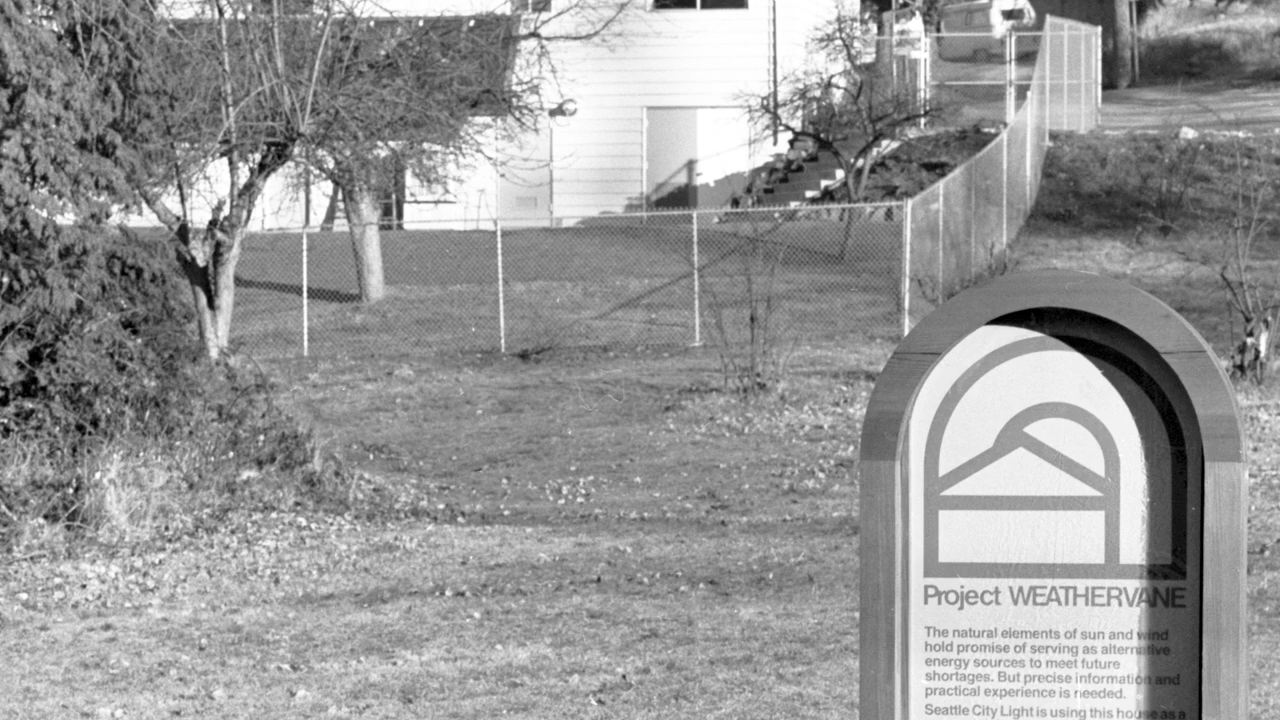 Project WEATHERVANE
The natural elements of sun and wind
hold promise of serving as alternative
energy sources to meet future
shortages. But precise information and
practical experience is needed.
Seattle City Light is using this house as a